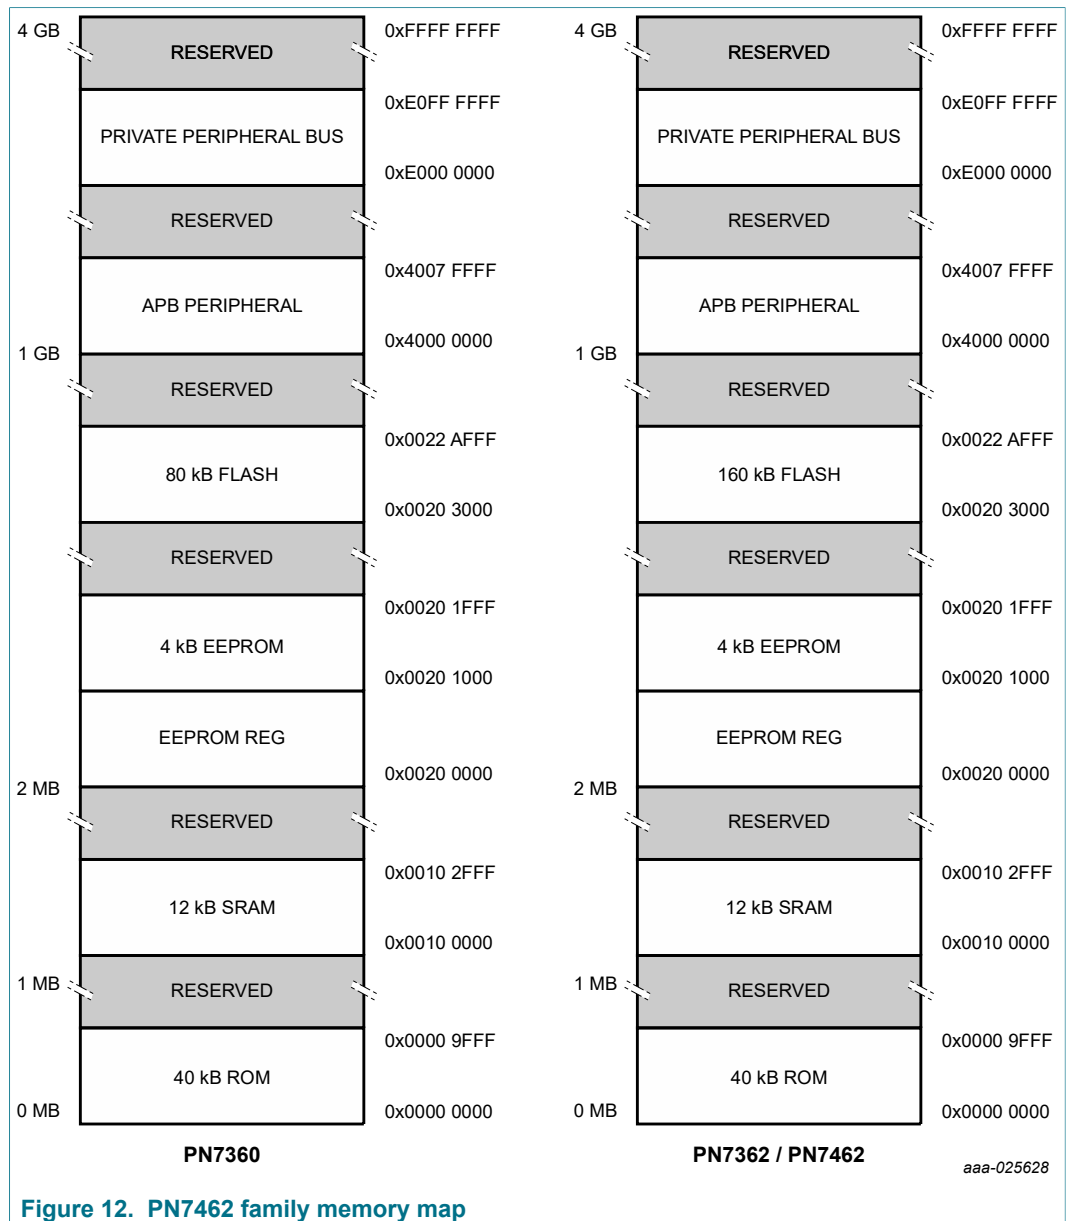 4 GB
RESERVED
0xFFFF FFFF
0xE0FF FFFF
PRIVATE PERIPHERAL BUS
0xE000 0000
RESERVED
0x4007 FFFF
APB PERIPHERAL
0x4000 0000
1 GB
RESERVED
0x0022 AFFF
80 kB FLASH
0x0020 3000
RESERVED
0x0020 1FFF
4 kB EEPROM
0x0020 1000
EEPROM REG
0x0020 0000
2 MB
RESERVED
0x0010 2FFF
12 kB SRAM
0x0010 0000
1 MB
RESERVED
0x0000 9FFF
40 kB ROM
0 MB
0x0000 0000
PN7360
4 GB
RESERVED
0xFFFF FFFF
0xE0FF FFFF
PRIVATE PERIPHERAL BUS
0xE000 0000
RESERVED
0x4007 FFFF
APB PERIPHERAL
0x4000 0000
1 GB
RESERVED
0x0022 AFFF
160 kB FLASH
0x0020 3000
RESERVED
0x0020 1FFF
4 kB EEPROM
0x0020 1000
EEPROM REG
0x0020 0000
2 MB
RESERVED
0x0010 2FFF
12 kB SRAM
0x0010 0000
1 MB
RESERVED
0x0000 9FFF
40 kB ROM
0 MB
0x0000 0000
PN7362 / PN7462
aaa-025628
Figure 12. PN7462 family memory map